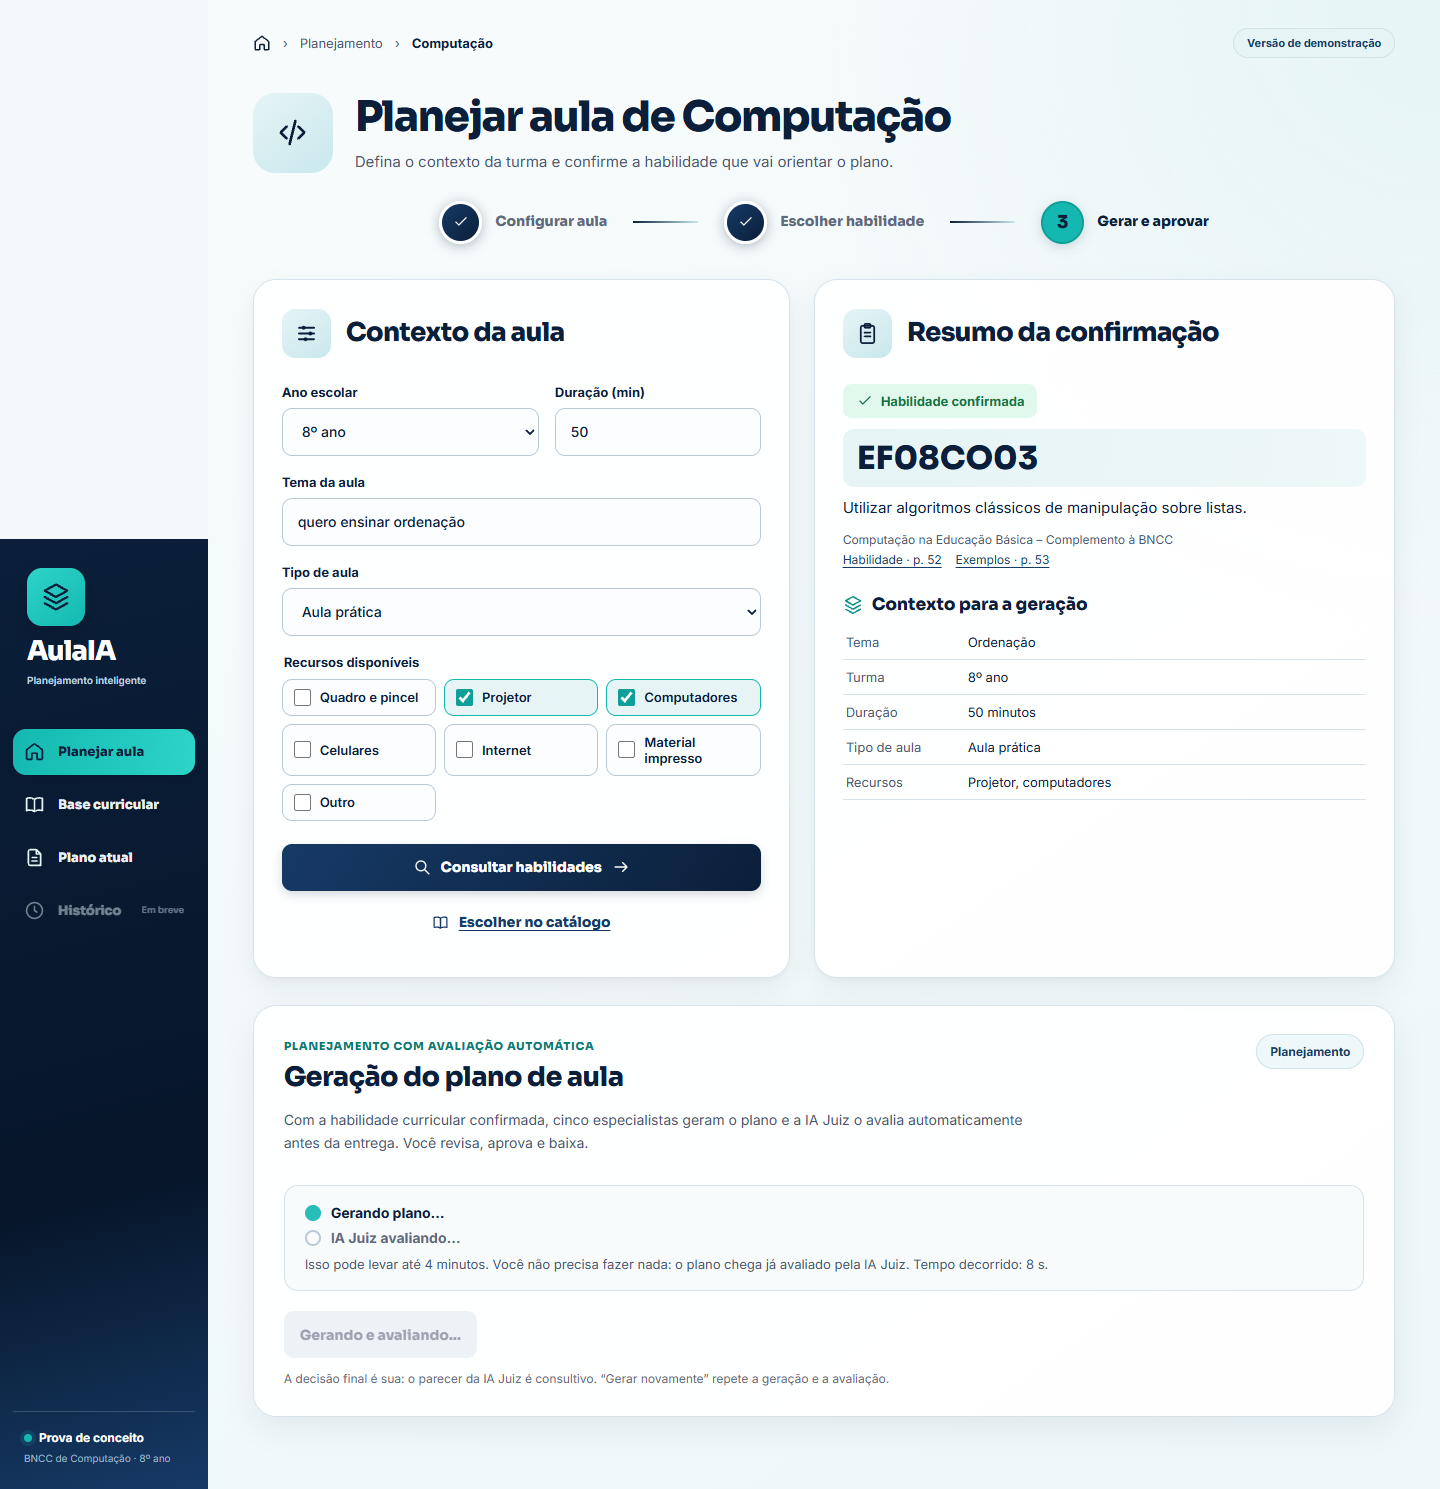 › Planejamento › Computação
Versão de demonstração
Planejar aula de Computação
Defina o contexto da turma e confirme a habilidade que vai orientar o plano.
Configurar aula
Escolher habilidade
3 Gerar e aprovar
AulaIA
Planejamento inteligente
Planejar aula
Base curricular
Plano atual
Histórico Em breve
Prova de conceito
BNCC de Computação · 8º ano
Contexto da aula
Ano escolar
8º ano
Duração (min)
50
Tema da aula
quero ensinar ordenação
Tipo de aula
Aula prática
Recursos disponíveis
Quadro e pincel
Projetor
Computadores
Celulares
Internet
Material
impresso
Outro
Consultar habilidades
Escolher no catálogo
Resumo da confirmação
Habilidade confirmada
EF08CO03
Utilizar algoritmos clássicos de manipulação sobre listas.
Computação na Educação Básica – Complemento à BNCC
Habilidade · p. 52 Exemplos · p. 53
Contexto para a geração
Tema Ordenação
Turma 8º ano
Duração 50 minutos
Tipo de aula Aula prática
Recursos Projetor, computadores
PLANEJAMENTO COM AVALIAÇÃO AUTOMÁTICA
Planejamento
Geração do plano de aula
Com a habilidade curricular confirmada, cinco especialistas geram o plano e a IA Juiz o avalia automaticamente
antes da entrega. Você revisa, aprova e baixa.
Gerando plano...
IA Juiz avaliando...
Isso pode levar até 4 minutos. Você não precisa fazer nada: o plano chega já avaliado pela IA Juiz. Tempo decorrido: 8 s.
Gerando e avaliando...
A decisão final é sua: o parecer da IA Juiz é consultivo. “Gerar novamente” repete a geração e a avaliação.